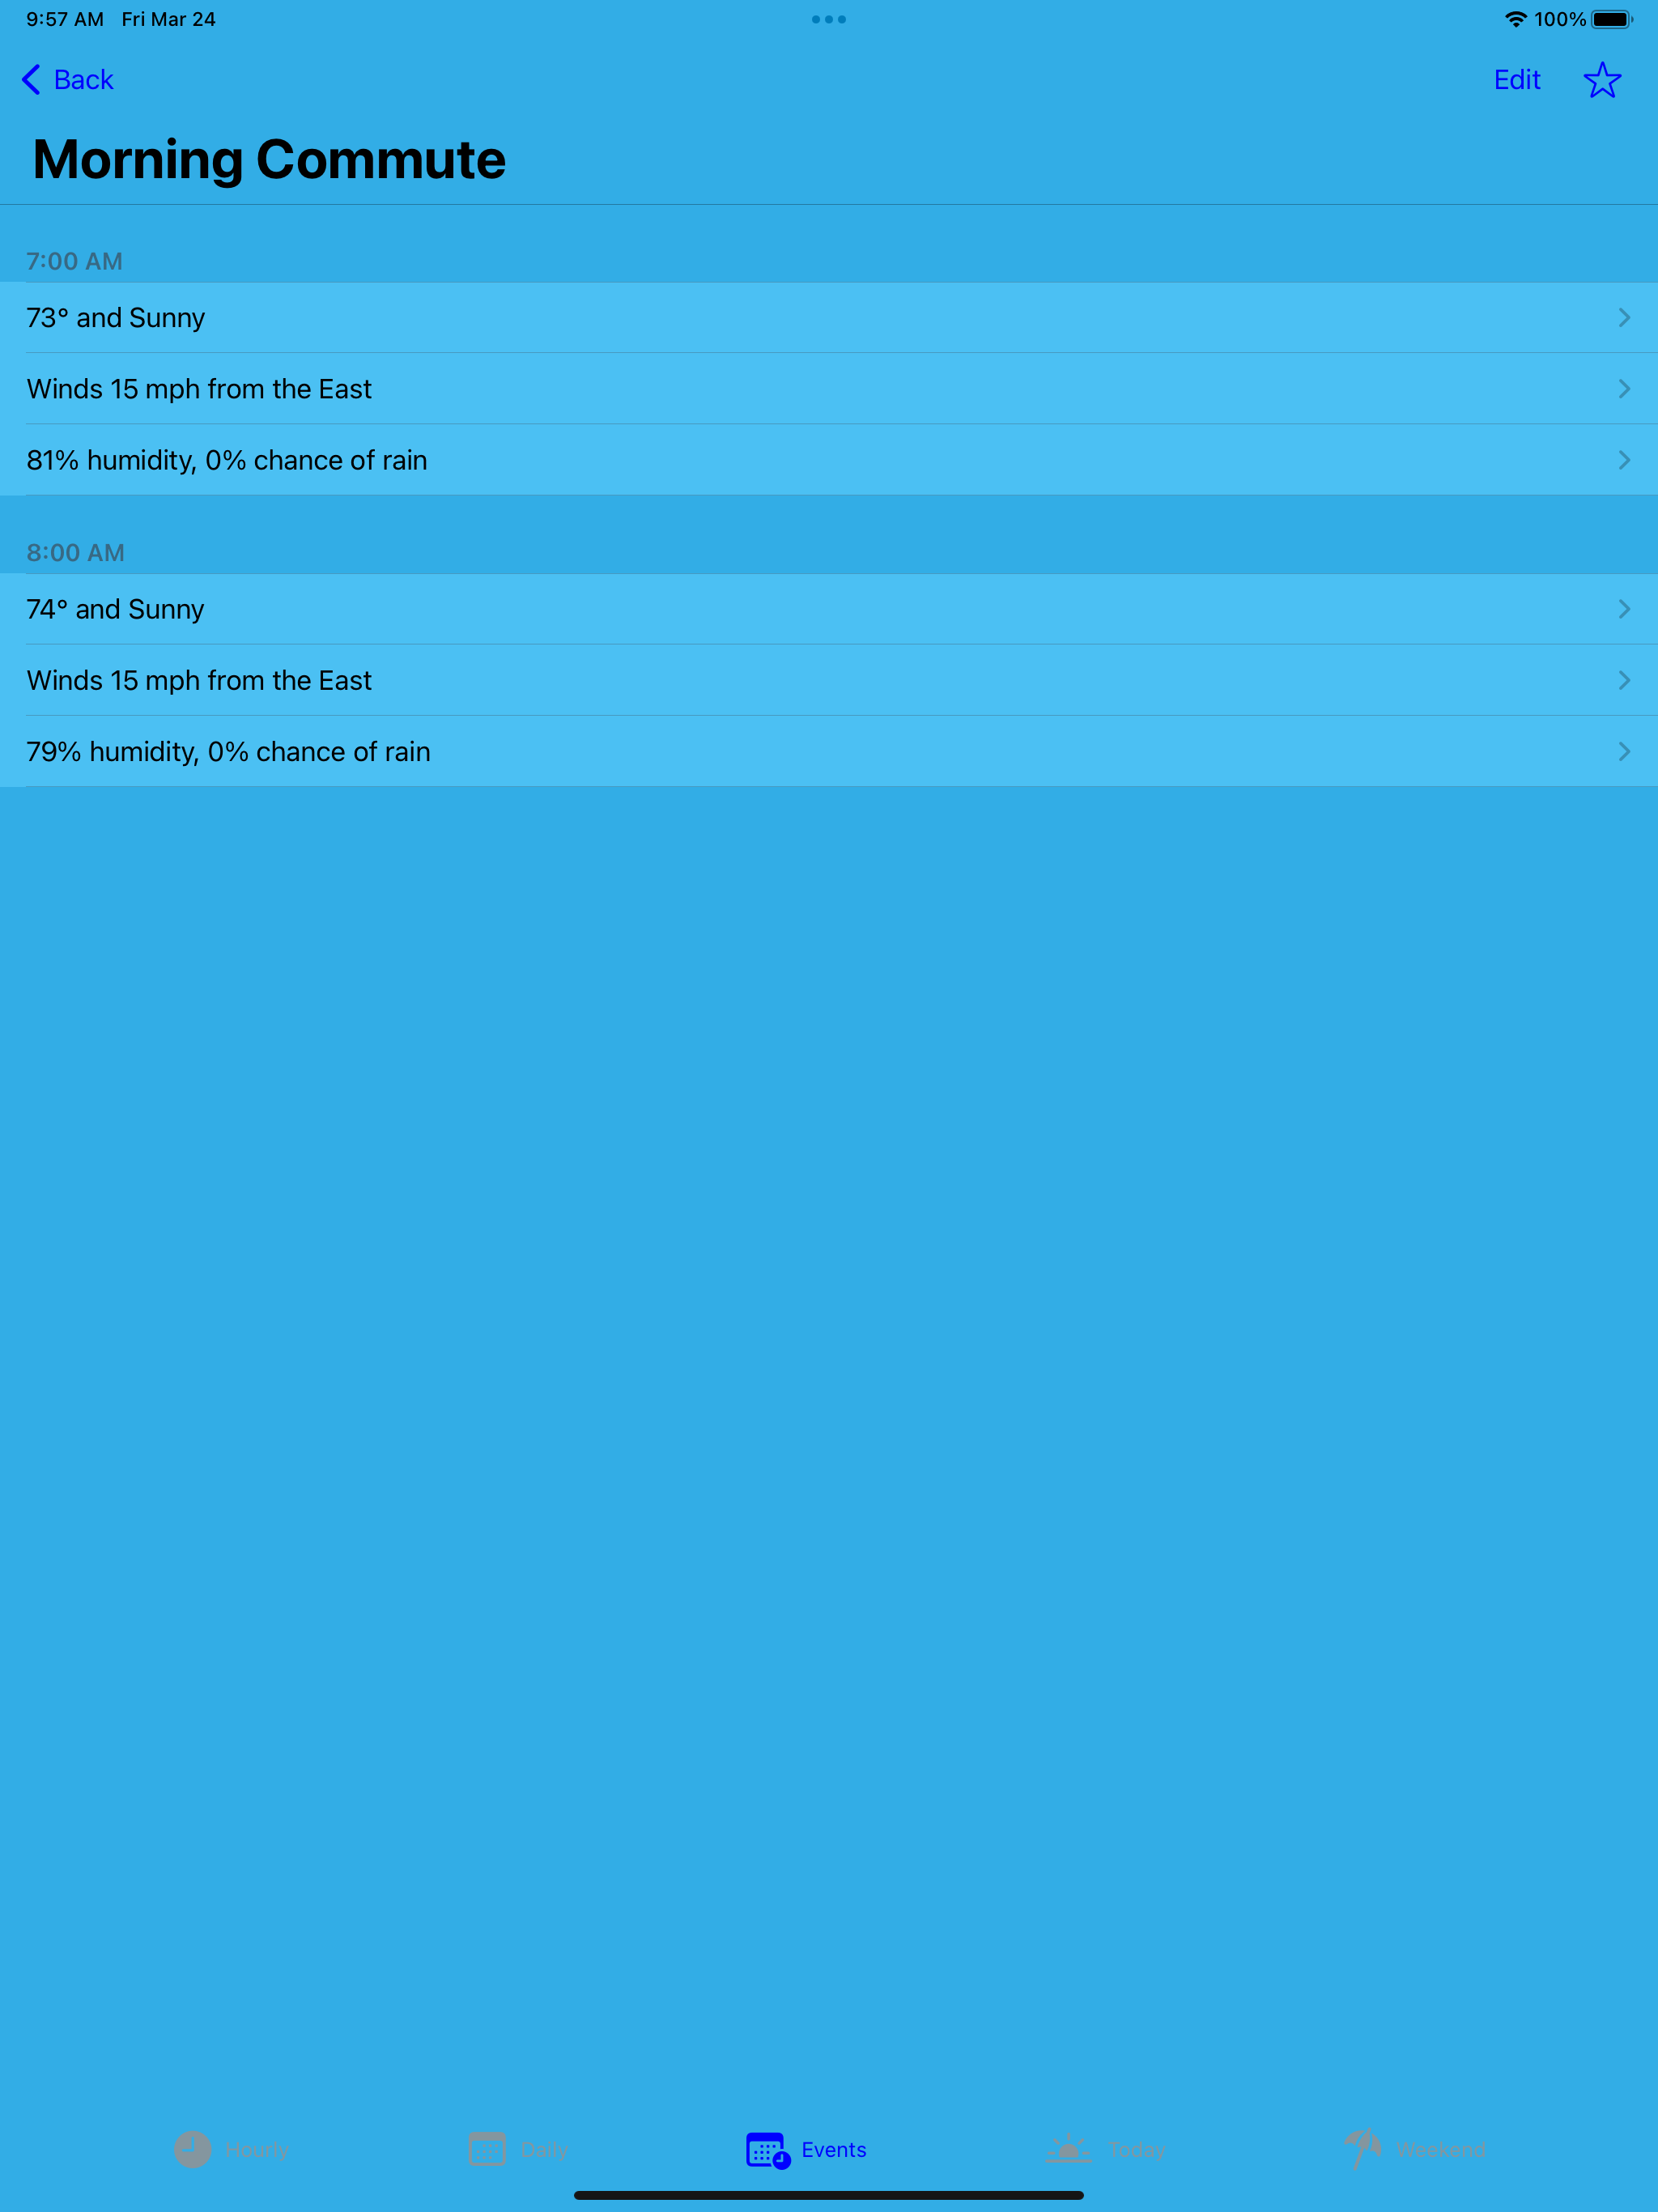 9:57 AM Fri Mar 24 100%
Back Edit
Morning Commute
7:00 AM
73° and Sunny
Winds 15 mph from the East
81% humidity, 0% chance of rain
8:00 AM
74° and Sunny
Winds 15 mph from the East
79% humidity, 0% chance of rain
Hourly Daily Events Today Weekend